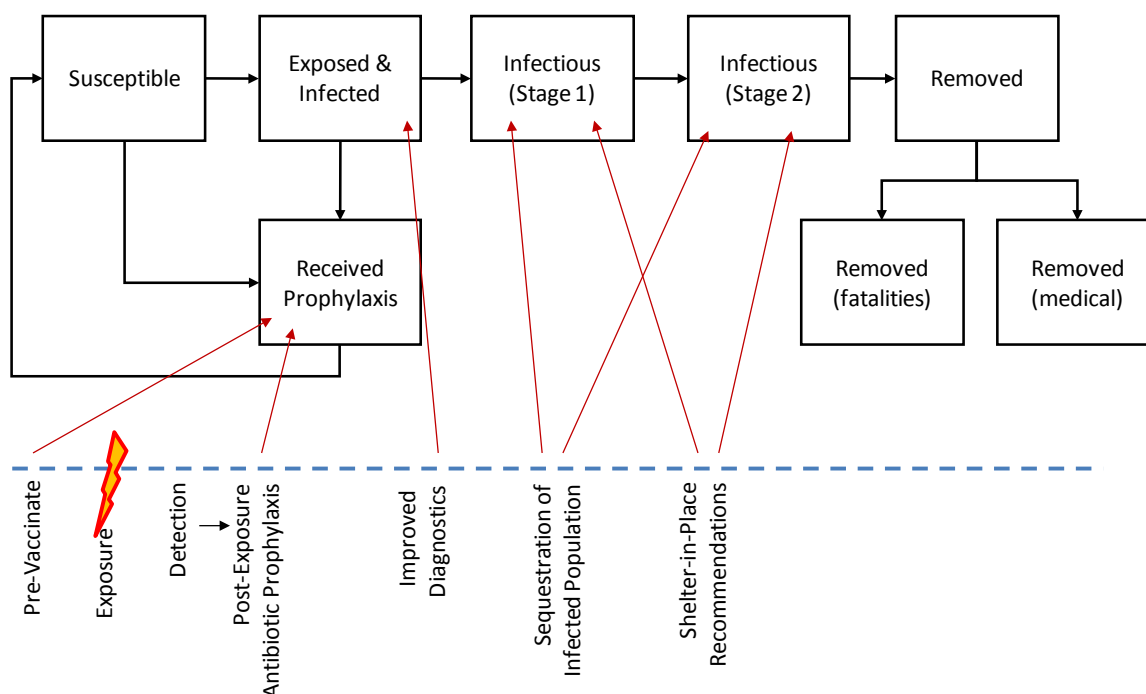 Susceptible
Exposed &
Infected
Infectious
(Stage 1)
Infectious
(Stage 2)
Removed
Received
Prophylaxis
Removed
(fatalities)
Removed
(medical)
Pre-Vaccinate
Exposure
Detection
Post-Exposure
Antibiotic Prophylaxis
Improved
Diagnostics
Sequestration of
Infected Population
Shelter-in-Place
Recommendations